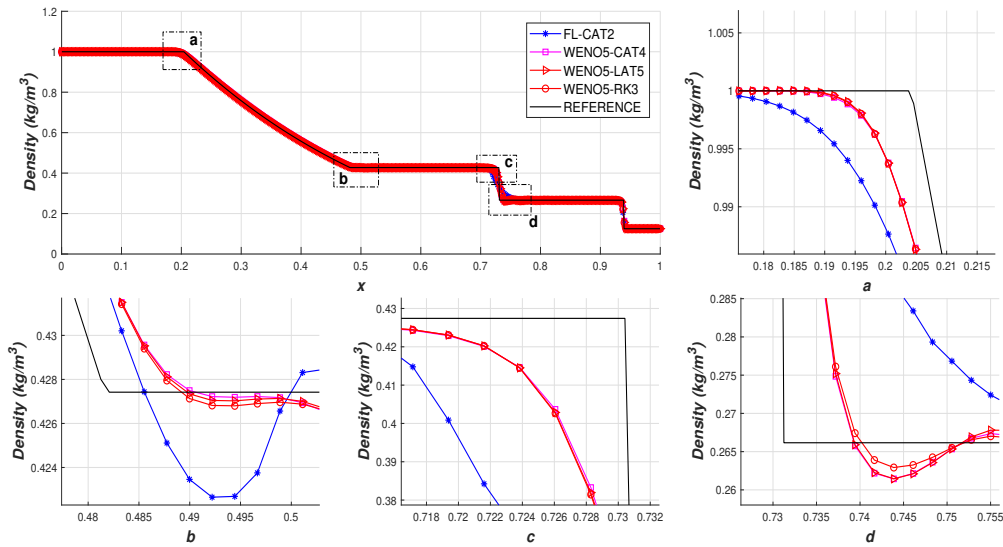 1.2
1
0.8
0.6
0.4
0.2
0
Density (kg/m³)
0 0.1 0.2 0.3 0.4 0.5 0.6 0.7 0.8 0.9 1
x
a
b
c
d
FL-CAT2
WENO5-CAT4
WENO5-LAT5
WENO5-RK3
REFERENCE
1.005
1
0.995
0.99
Density (kg/m³)
0.18 0.185 0.19 0.195 0.2 0.205 0.21 0.215
a
0.43
0.428
0.426
0.424
Density (kg/m³)
0.48 0.485 0.49 0.495 0.5
b
0.43
0.42
0.41
0.4
0.39
0.38
Density (kg/m³)
0.718 0.72 0.722 0.724 0.726 0.728 0.73 0.732
c
0.285
0.28
0.275
0.27
0.265
0.26
Density (kg/m³)
0.73 0.735 0.74 0.745 0.75 0.755
d